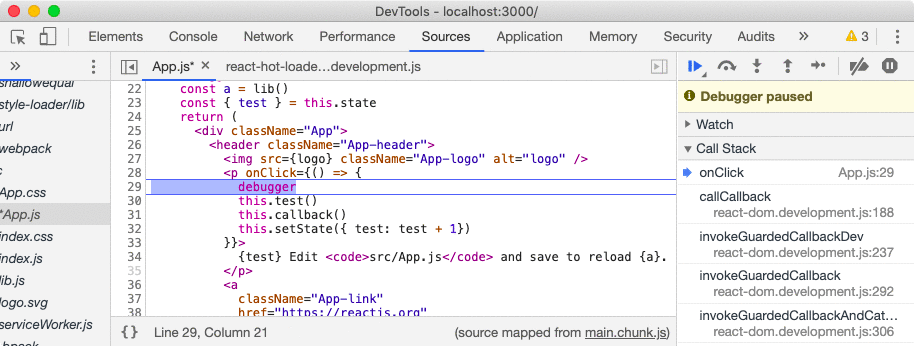 DevTools - localhost:3000/
Elements Console Network Performance Sources Application Memory Security Audits » 3
»
shallowequal
style-loader/lib
url
webpack
App.css
*App.js
index.css
index.js
lib.js
logo.svg
serviceWorker.js
App.js* × react-hot-loade…development.js
22 const a = lib()
23 const { test } = this.state
24 return (
25 <div className="App">
26 <header className="App-header">
27 <img src={logo} className="App-logo" alt="logo" />
28 <p onClick={() => {
29 debugger
30 this.test()
31 this.callback()
32 this.setState({ test: test + 1})
33 }}>
34 {test} Edit <code>src/App.js</code> and save to reload {a}.
35 </p>
36 <a
37 className="App-link"
38 href="https://reactjs.org"
{} Line 29, Column 21 (source mapped from main.chunk.js)
Debugger paused
Watch
Call Stack
onClick App.js:29
callCallback
react-dom.development.js:188
invokeGuardedCallbackDev
react-dom.development.js:237
invokeGuardedCallback
react-dom.development.js:292
invokeGuardedCallbackAndCat…
react-dom.development.js:306